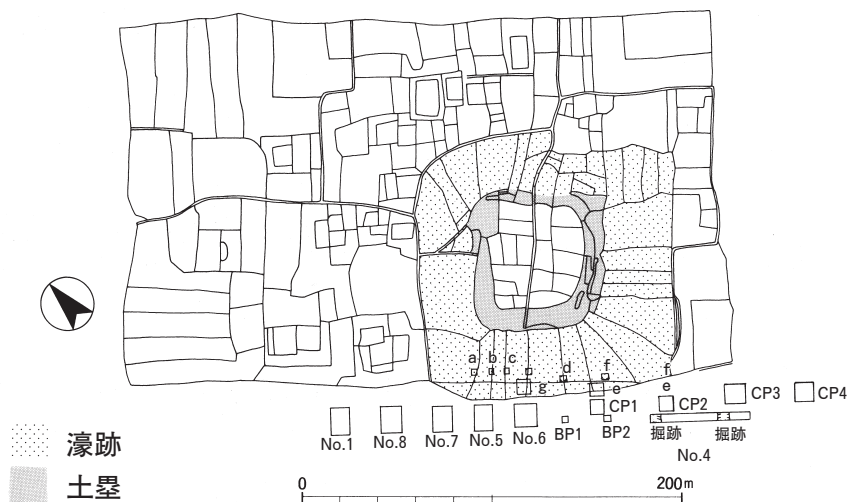 a b c d f f
g e e
CP1 CP2 CP3 CP4
No.1 No.8 No.7 No.5 No.6 BP1 BP2 掘跡 掘跡
No.4
濠跡
土塁
0 200m